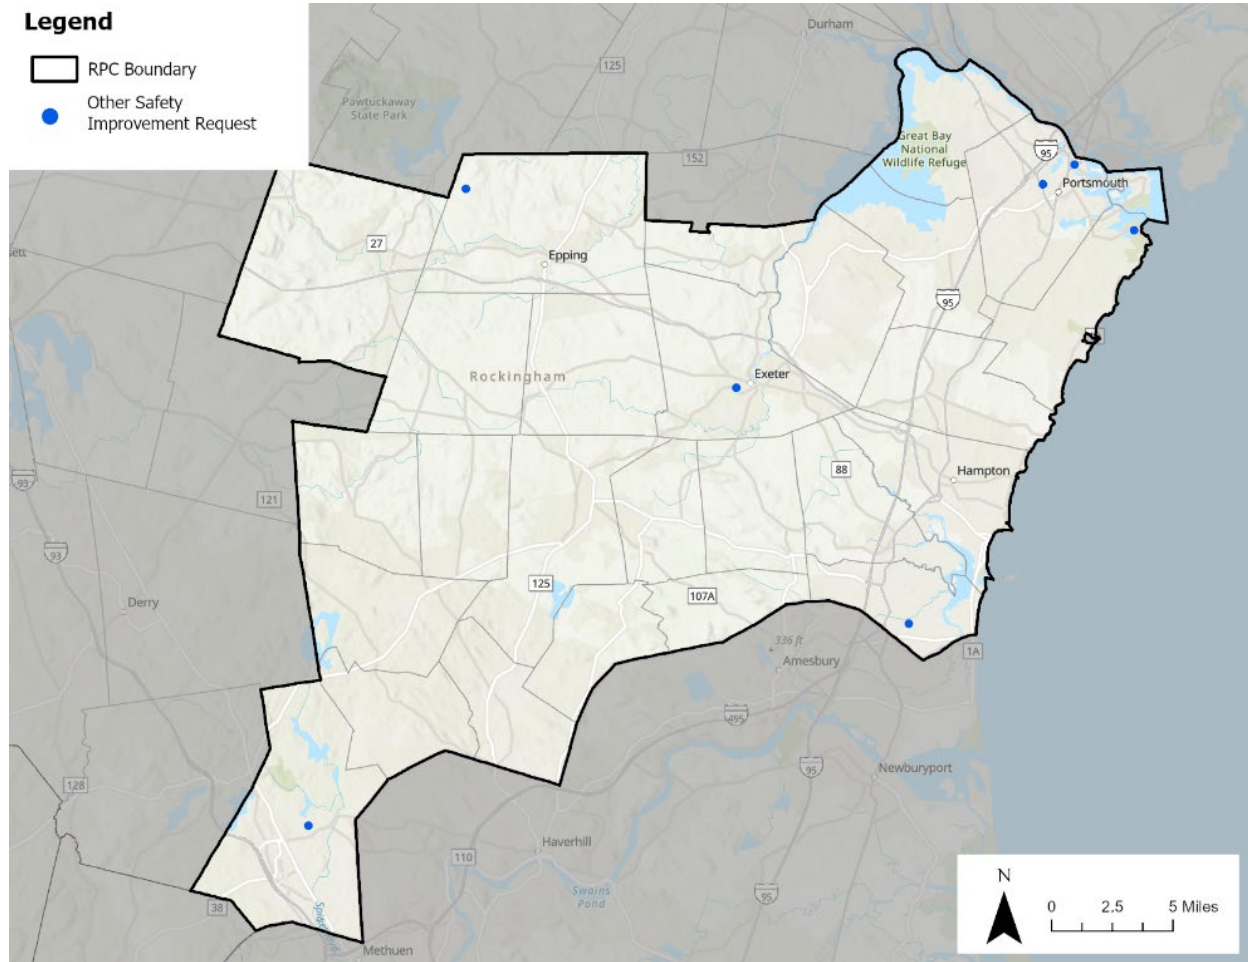 Legend
RPC Boundary
Other Safety
Improvement Request
Durham
125
Pawtuckaway
State Park
152
Great Bay
National
Wildlife Refuge
95
Portsmouth
27
Epping
95
Rockingham
Exeter
93
121
88
Hampton
93
125
107A
Derry
336 ft
Amesbury
1A
495
95
Newburyport
128
Haverhill
110
Swains
Pond
95
38
Methuen
N
0 2.5 5 Miles